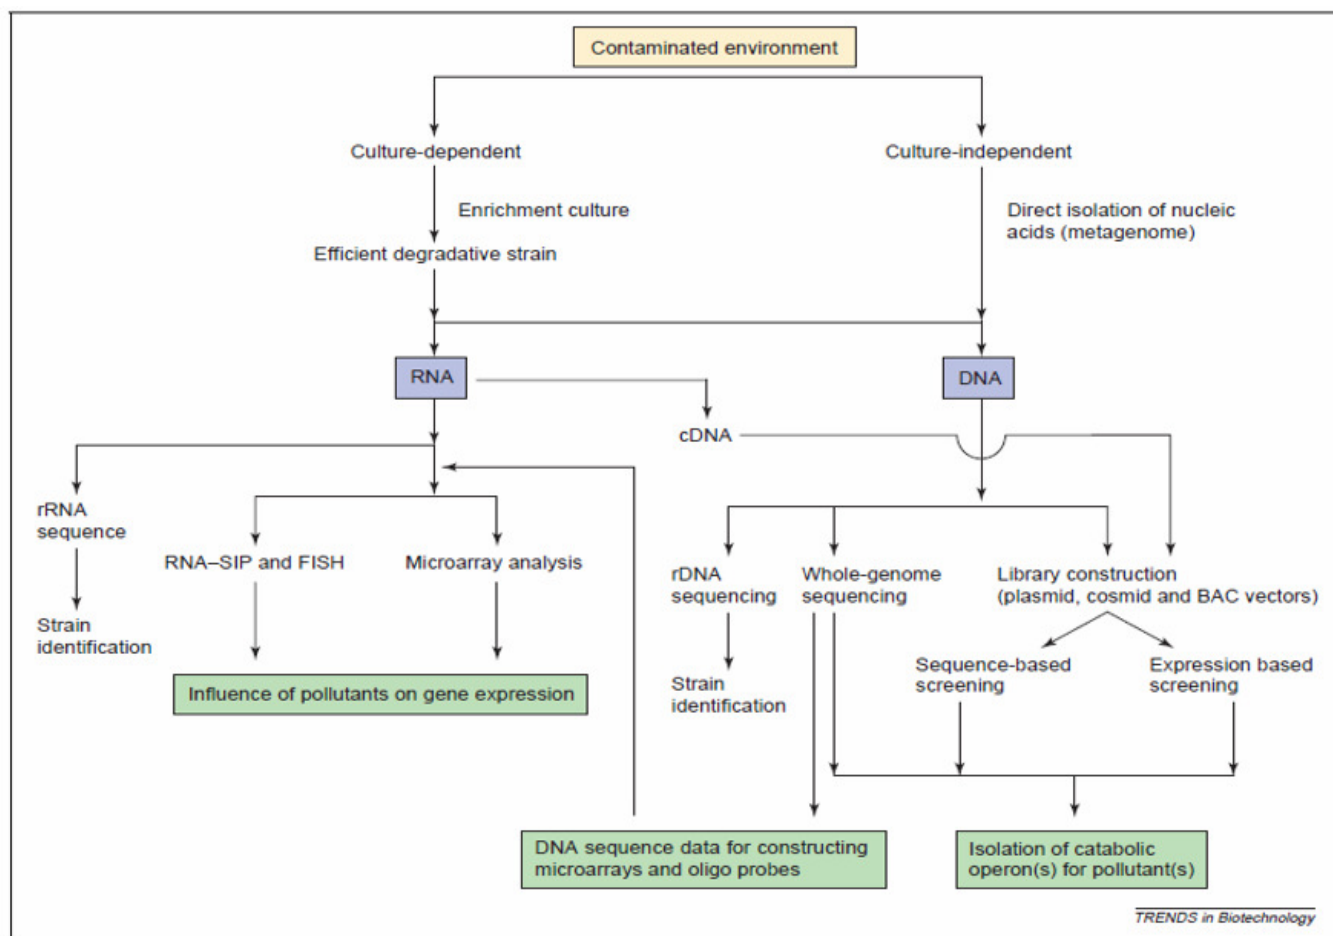 Contaminated environment
Culture-dependent
Culture-independent
Enrichment culture
Direct isolation of nucleic
acids (metagenome)
Efficient degradative strain
RNA
DNA
cDNA
rRNA
sequence
RNA–SIP and FISH
Microarray analysis
Strain
identification
Influence of pollutants on gene expression
rDNA
sequencing
Whole-genome
sequencing
Library construction
(plasmid, cosmid and BAC vectors)
Strain
identification
Sequence-based
screening
Expression based
screening
DNA sequence data for constructing
microarrays and oligo probes
Isolation of catabolic
operon(s) for pollutant(s)
TRENDS in Biotechnology